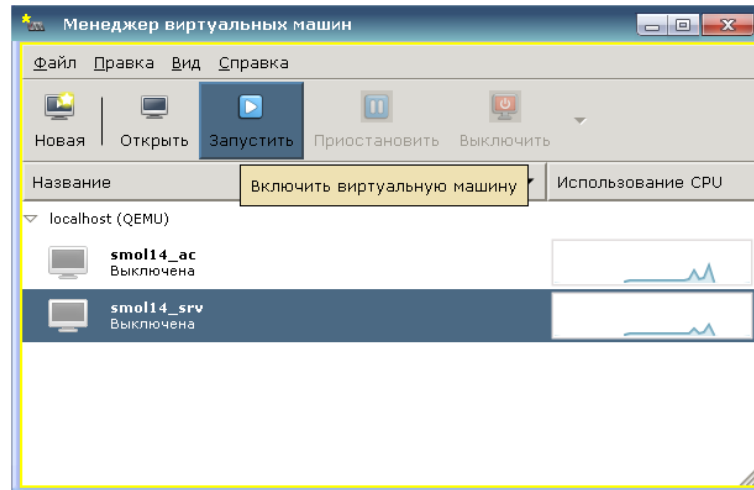 Менеджер виртуальных машин
Файл Правка Вид Справка
Новая Открыть Запустить Приостановить Выключить
Название Использование CPU
Включить виртуальную машину
localhost (QEMU)
smol14_ac
Выключена
smol14_srv
Выключена